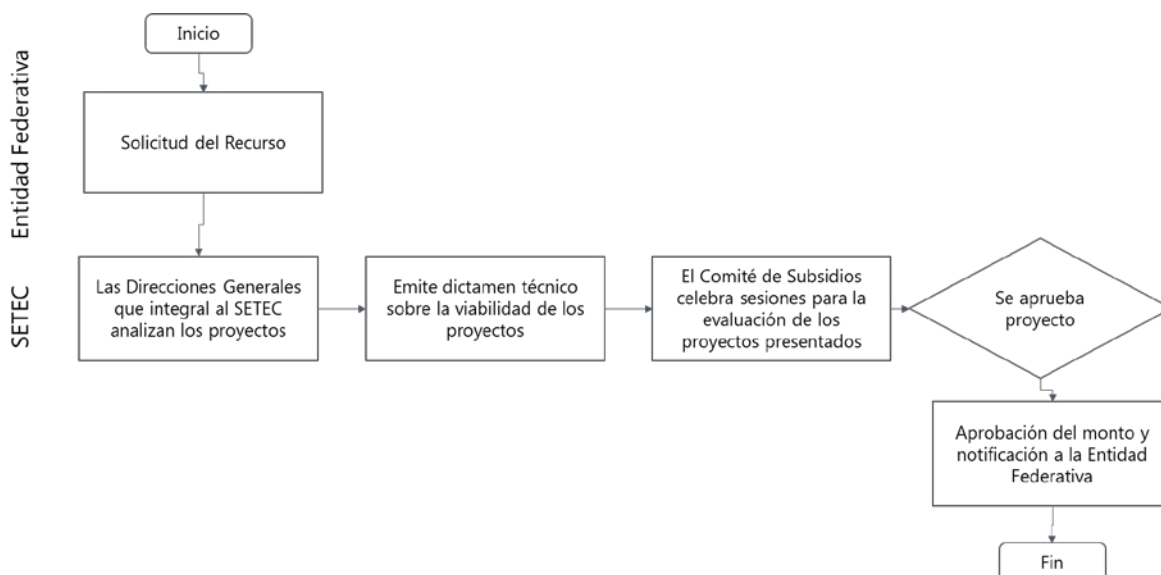 Entidad Federativa
Inicio
Solicitud del Recurso
SETEC
Las Direcciones Generales
que integral al SETEC
analizan los proyectos
Emite dictamen técnico
sobre la viabilidad de los
proyectos
El Comité de Subsidios
celebra sesiones para la
evaluación de los
proyectos presentados
Se aprueba
proyecto
Aprobación del monto y
notificación a la Entidad
Federativa
Fin